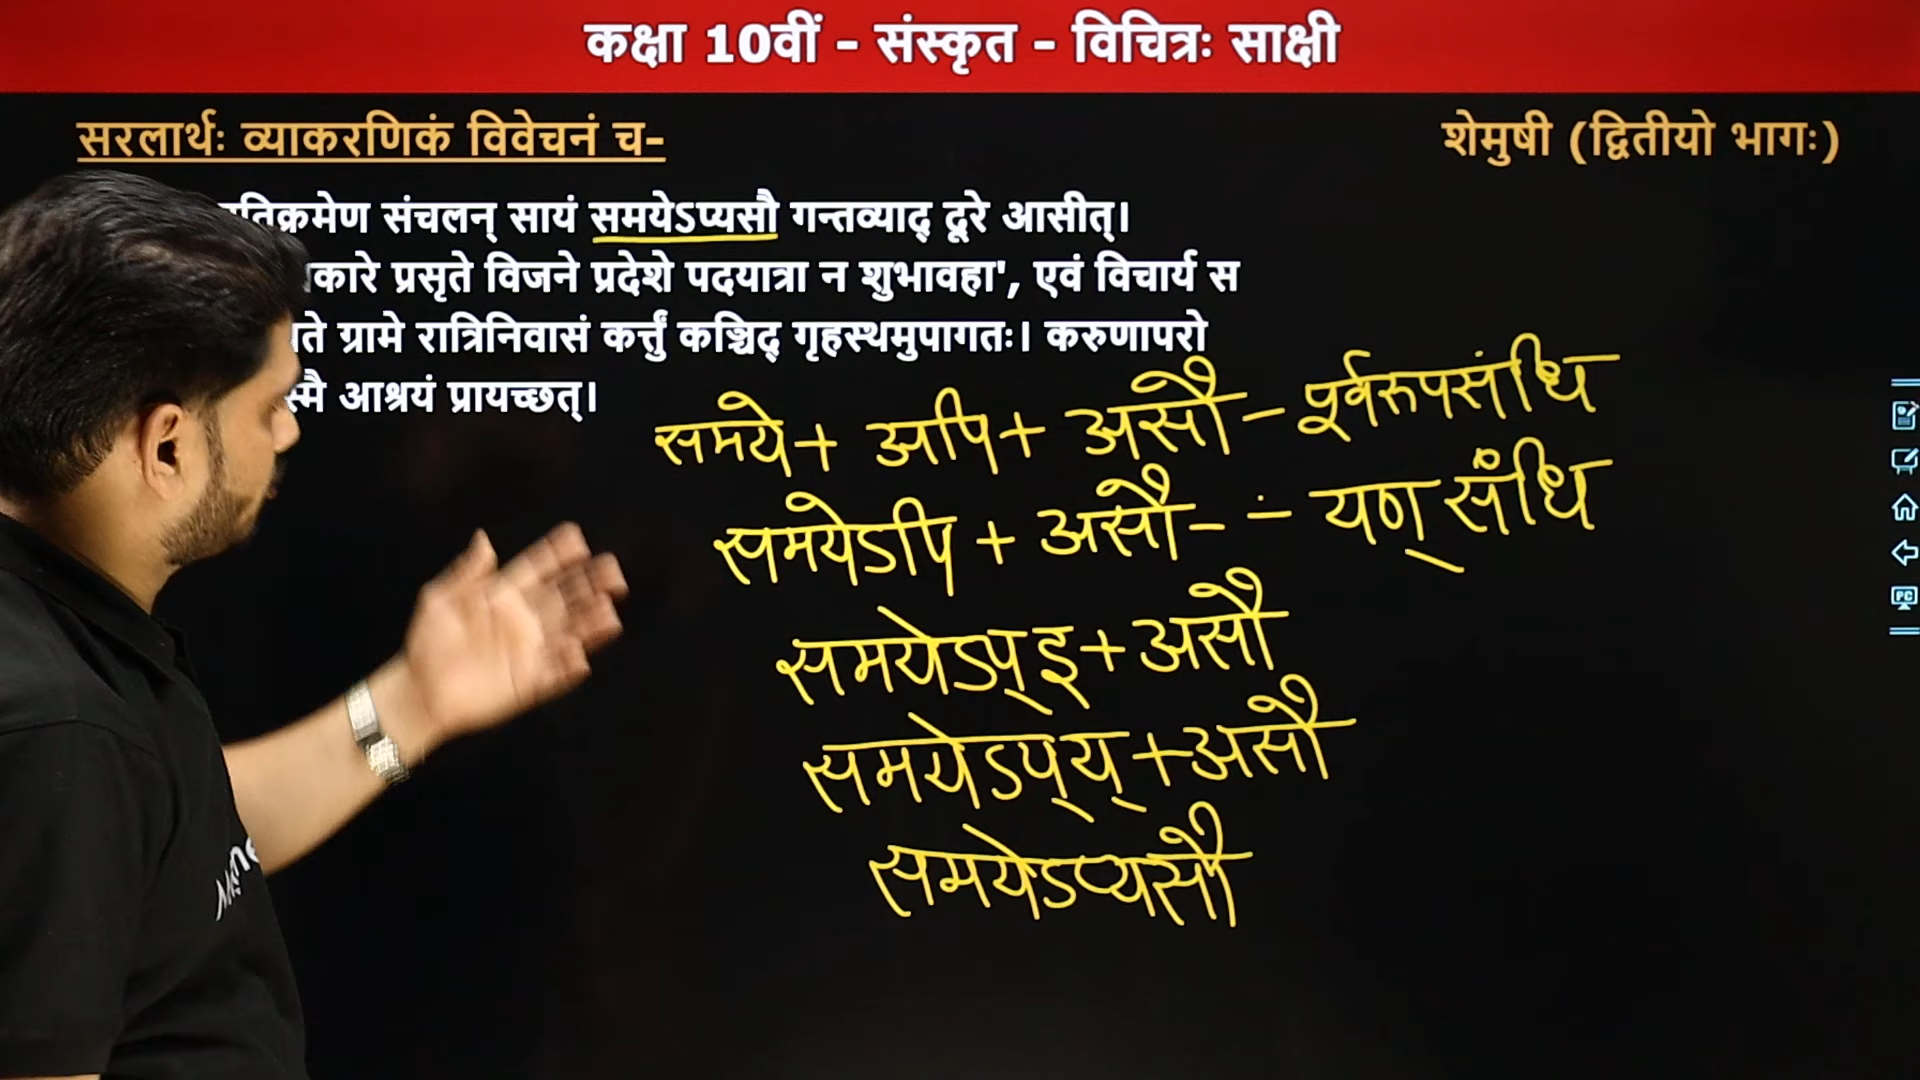 कक्षा 10वीं - संस्कृत - विचित्रः साक्षी
सरलार्थः व्याकरणिकं विवेचनं च-
शेमुषी (द्वितीयो भागः)
संचलन् सायं समयेऽप्यसौ गन्तव्याद् दूरे आसीत्।
प्रसृते विजने प्रदेशे पदयात्रा न शुभावहा', एवं विचार्य स
ग्रामे रात्रिनिवासं कर्त्तुं कञ्चिद् गृहस्थमुपागतः। करुणापरो
आश्रयं प्रायच्छत्।
समये + अपि + असौ - पूर्वरुपसंधि
समयेऽपि + असौ - ÷ यण् संधि
समयेऽप्इ + असौ
समयेऽप्य् + असौ
समयेऽप्यसौ
PC